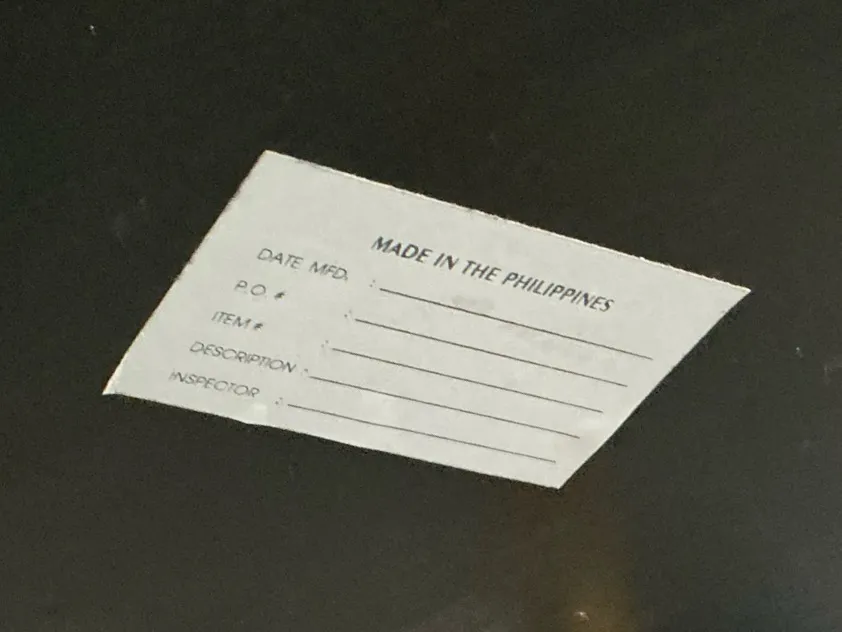 MADE IN THE PHILIPPINES
DATE MFD. :
P.O. # :
ITEM # :
DESCRIPTION :
INSPECTOR :